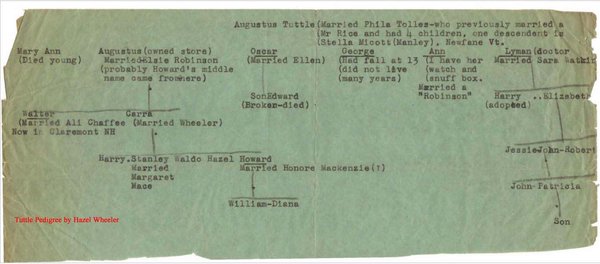 Augustus Tuttle (Married Phila Tolles-who previously married a
Mr Rice and had 4 children, one descendent is
(Stella Micott(Manley), Newfane Vt.
Mary Ann Augustus(owned store) Oscar George Ann Lyman(doctor
(Died young) Married Elsie Robinson (Married Ellen) (Had fall at 13 (I have her Married Sara Watkin
(probably Howard's middle (did not live (watch and
name came from here) many years) (snuff box.
Married a
SonEdward "Robinson" Harry ..Elizabeth
(Broken-died) (adopted)
Walter Carra
(Married Ali Chaffee (Married Wheeler)
Now in Claremont NH
Jessie-John-Rober
Harry.Stanley Waldo Hazel Howard
Married Married Honore Mackenzie(?)
Margaret
Mace John-Patricia
William-Diana
Tuttle Pedigree by Hazel Wheeler
Son